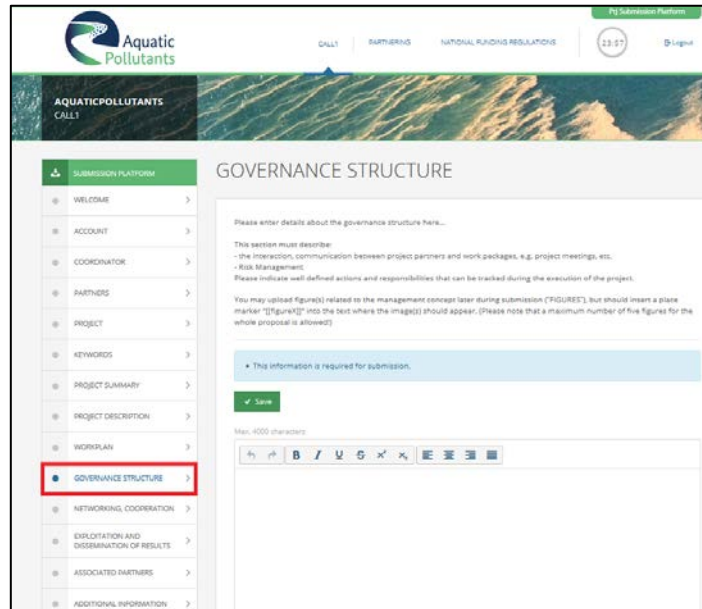 PtJ Submission Platform
Aquatic
Pollutants
CALL1
PARTNERING
NATIONAL FUNDING REGULATIONS
23:57
Logout
AQUATICPOLLUTANTS
CALL1
SUBMISSION PLATFORM
WELCOME
ACCOUNT
COORDINATOR
PARTNERS
PROJECT
KEYWORDS
PROJECT SUMMARY
PROJECT DESCRIPTION
WORKPLAN
GOVERNANCE STRUCTURE
NETWORKING, COOPERATION
EXPLOITATION AND
DISSEMINATION OF RESULTS
ASSOCIATED PARTNERS
ADDITIONAL INFORMATION
GOVERNANCE STRUCTURE
Please enter details about the governance structure here...
This section must describe:
- the interaction, communication between project partners and work packages, e.g. project meetings, etc.
- Risk Management
Please indicate well defined actions and responsibilities that can be tracked during the execution of the project.
You may upload figure(s) related to the management concept later during submission ("FIGURES"), but should insert a place
marker "[[figureX]]" into the text where the image(s) should appear. (Please note that a maximum number of five figures for the
whole proposal is allowed!)
This information is required for submission.
Save
Max. 4000 characters
B I U S x² x₂